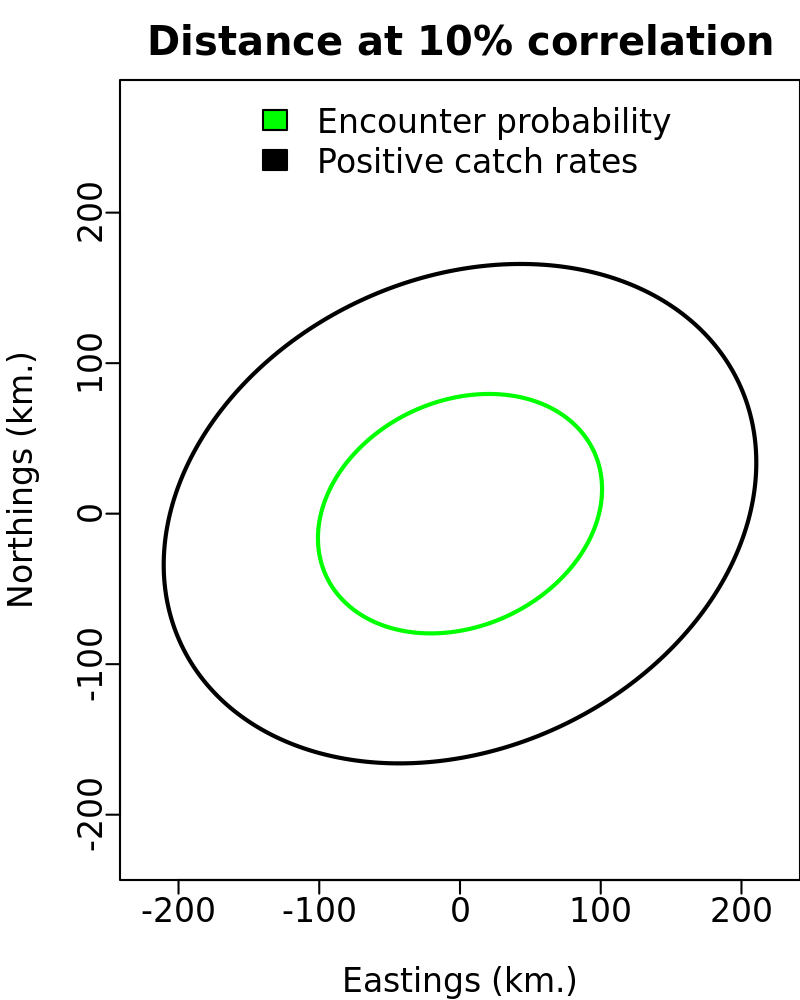 Distance at 10% correlation
Encounter probability
Positive catch rates
200
100
0
-100
-200
Northings (km.)
-200 -100 0 100 200
Eastings (km.)